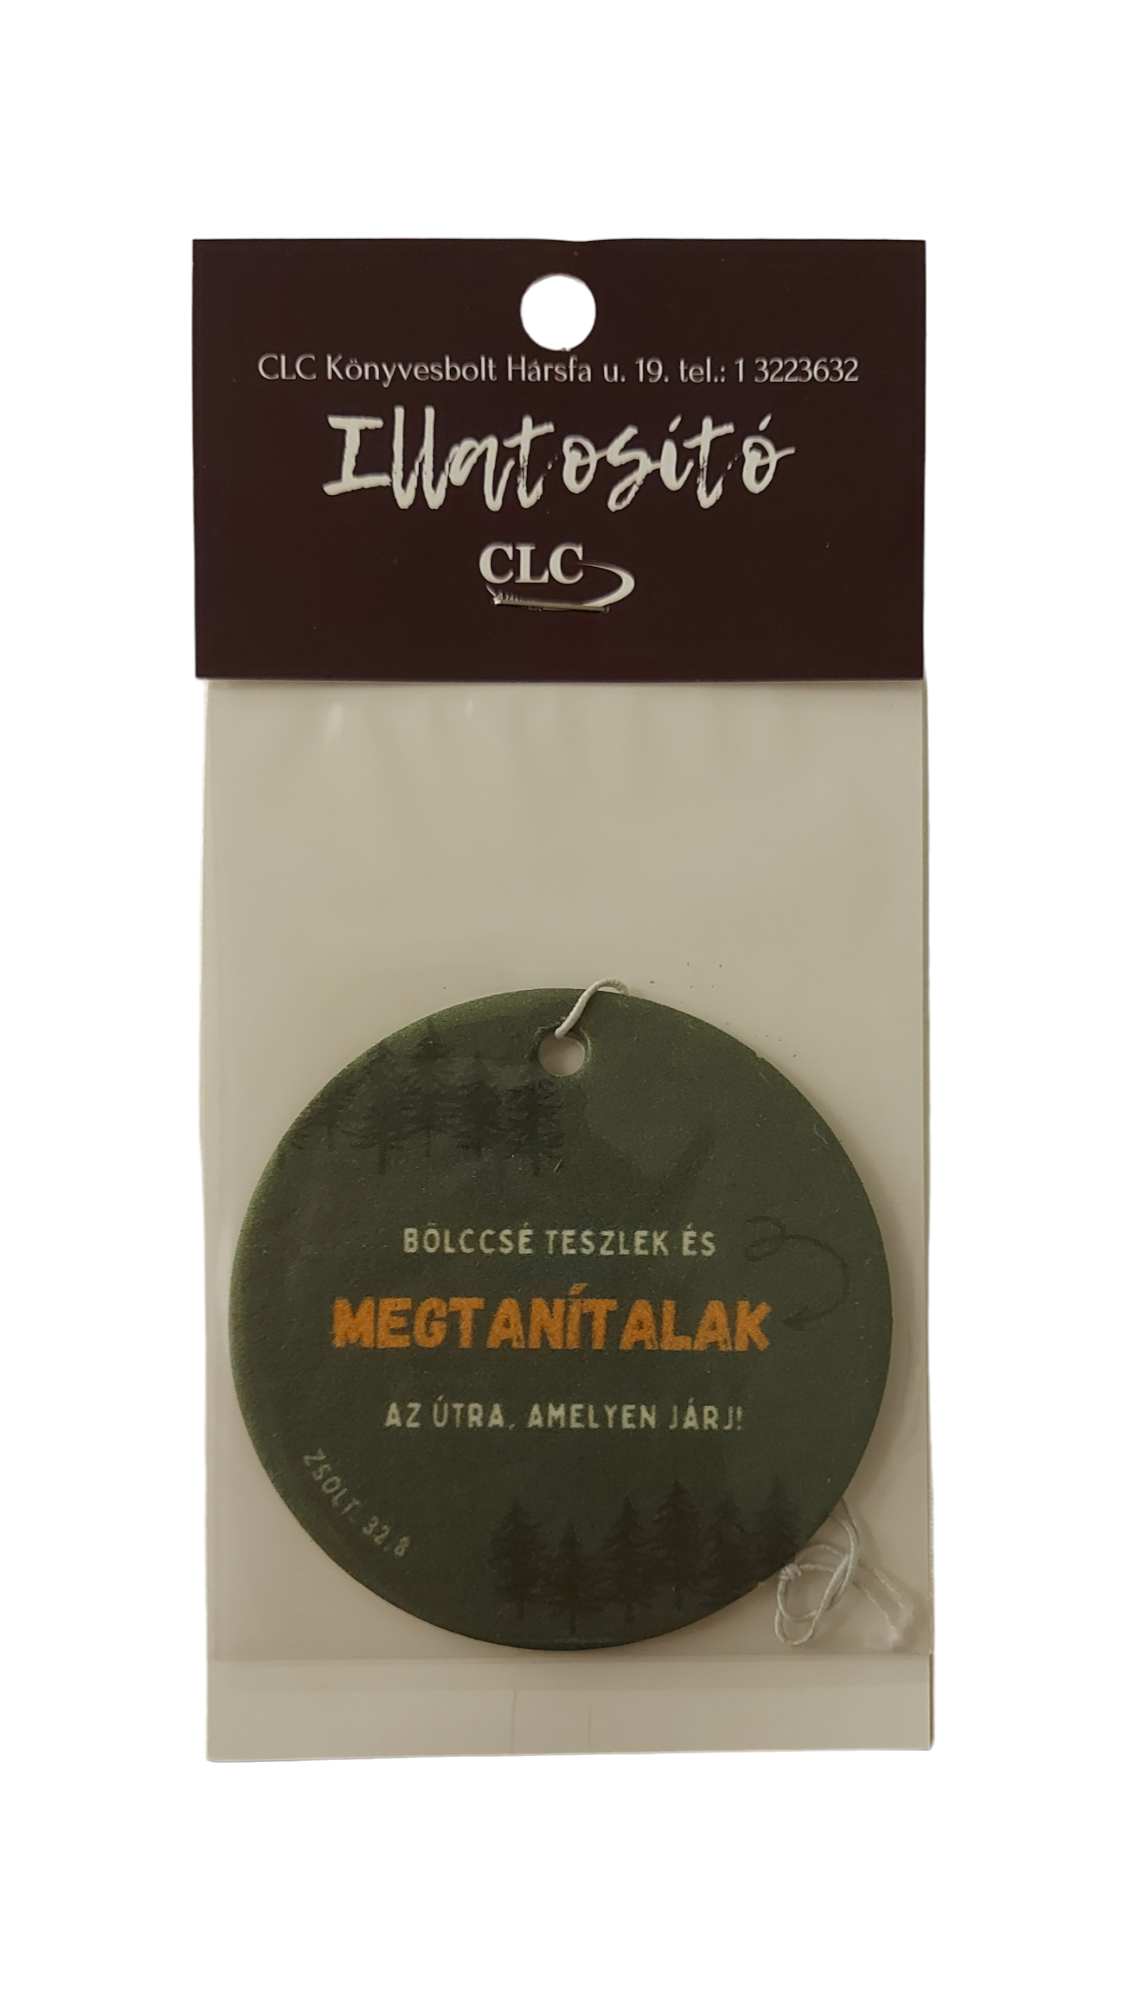 CLC Könyvesbolt Hársfa u. 19. tel.: 1 3223632
Illatosító
CLC
BÖLCCSÉ TESZLEK ÉS
MEGTANÍTALAK
AZ ÚTRA, AMELYEN JÁRJ!
ZSOLT. 32,8